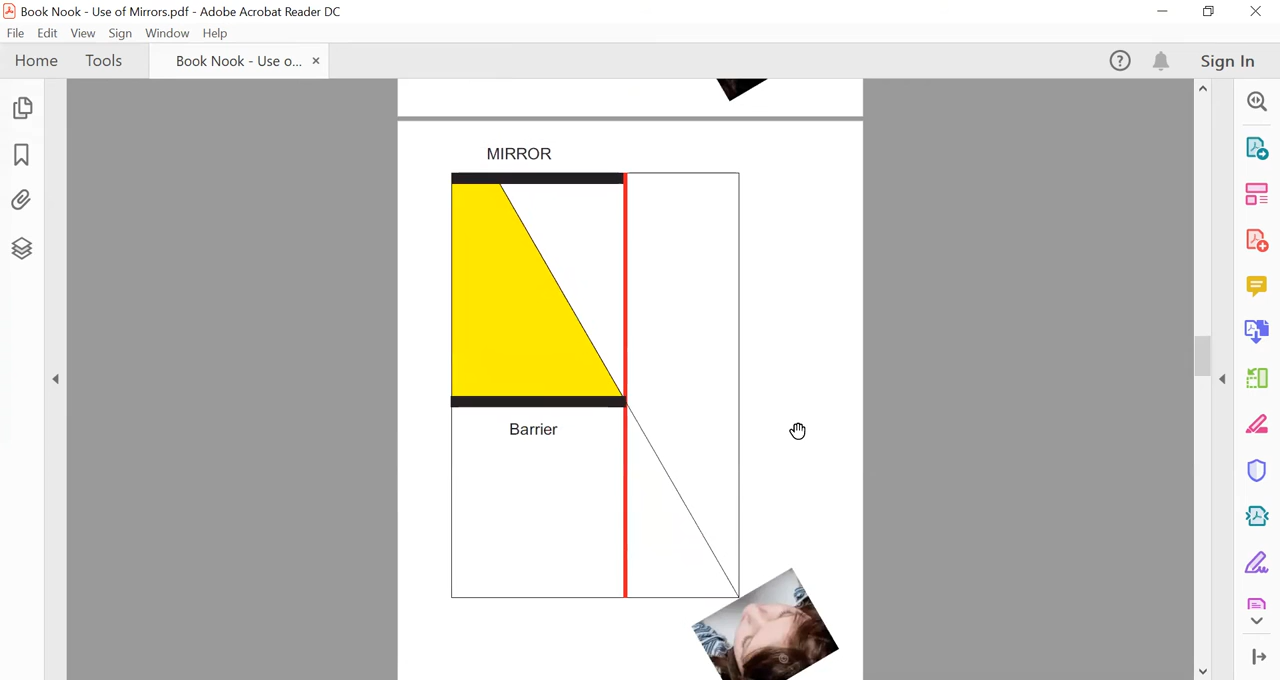 Book Nook - Use of Mirrors.pdf - Adobe Acrobat Reader DC
File Edit View Sign Window Help
Home Tools Book Nook - Use o... × Sign In
MIRROR
Barrier